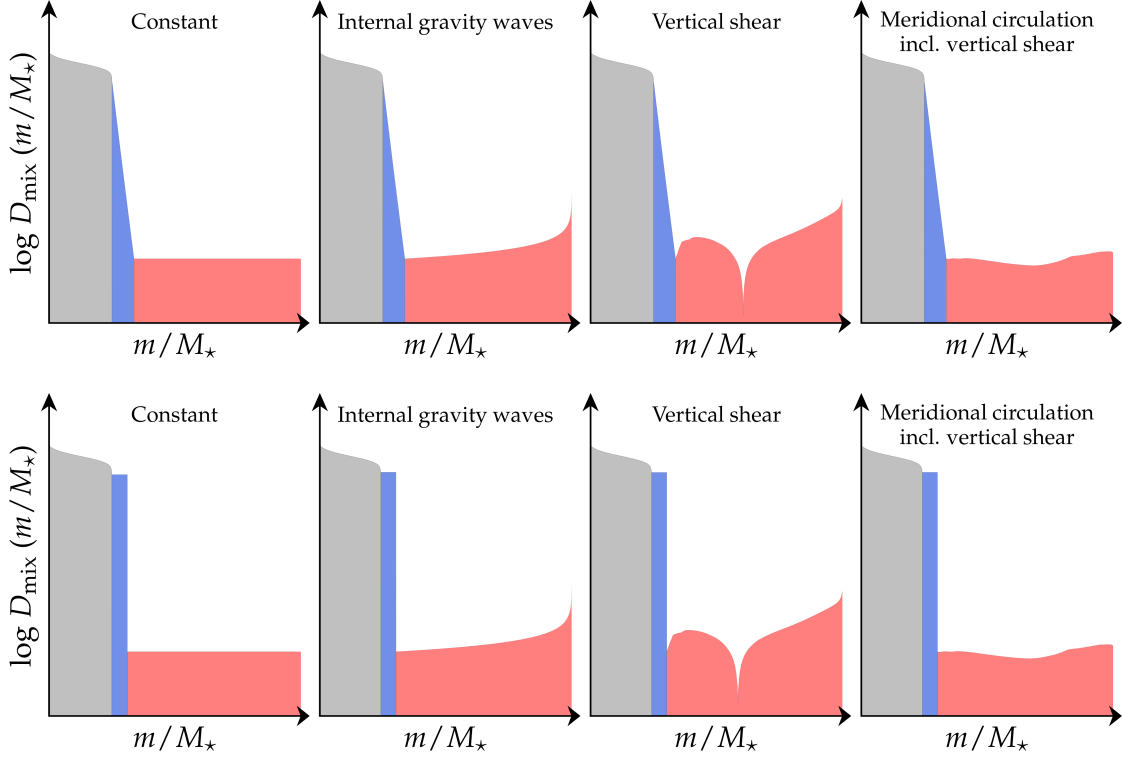 Constant
Internal gravity waves
Vertical shear
Meridional circulation
incl. vertical shear
log D_mix (m/M⋆)
m/M⋆
m/M⋆
m/M⋆
m/M⋆
Constant
Internal gravity waves
Vertical shear
Meridional circulation
incl. vertical shear
log D_mix (m/M⋆)
m/M⋆
m/M⋆
m/M⋆
m/M⋆